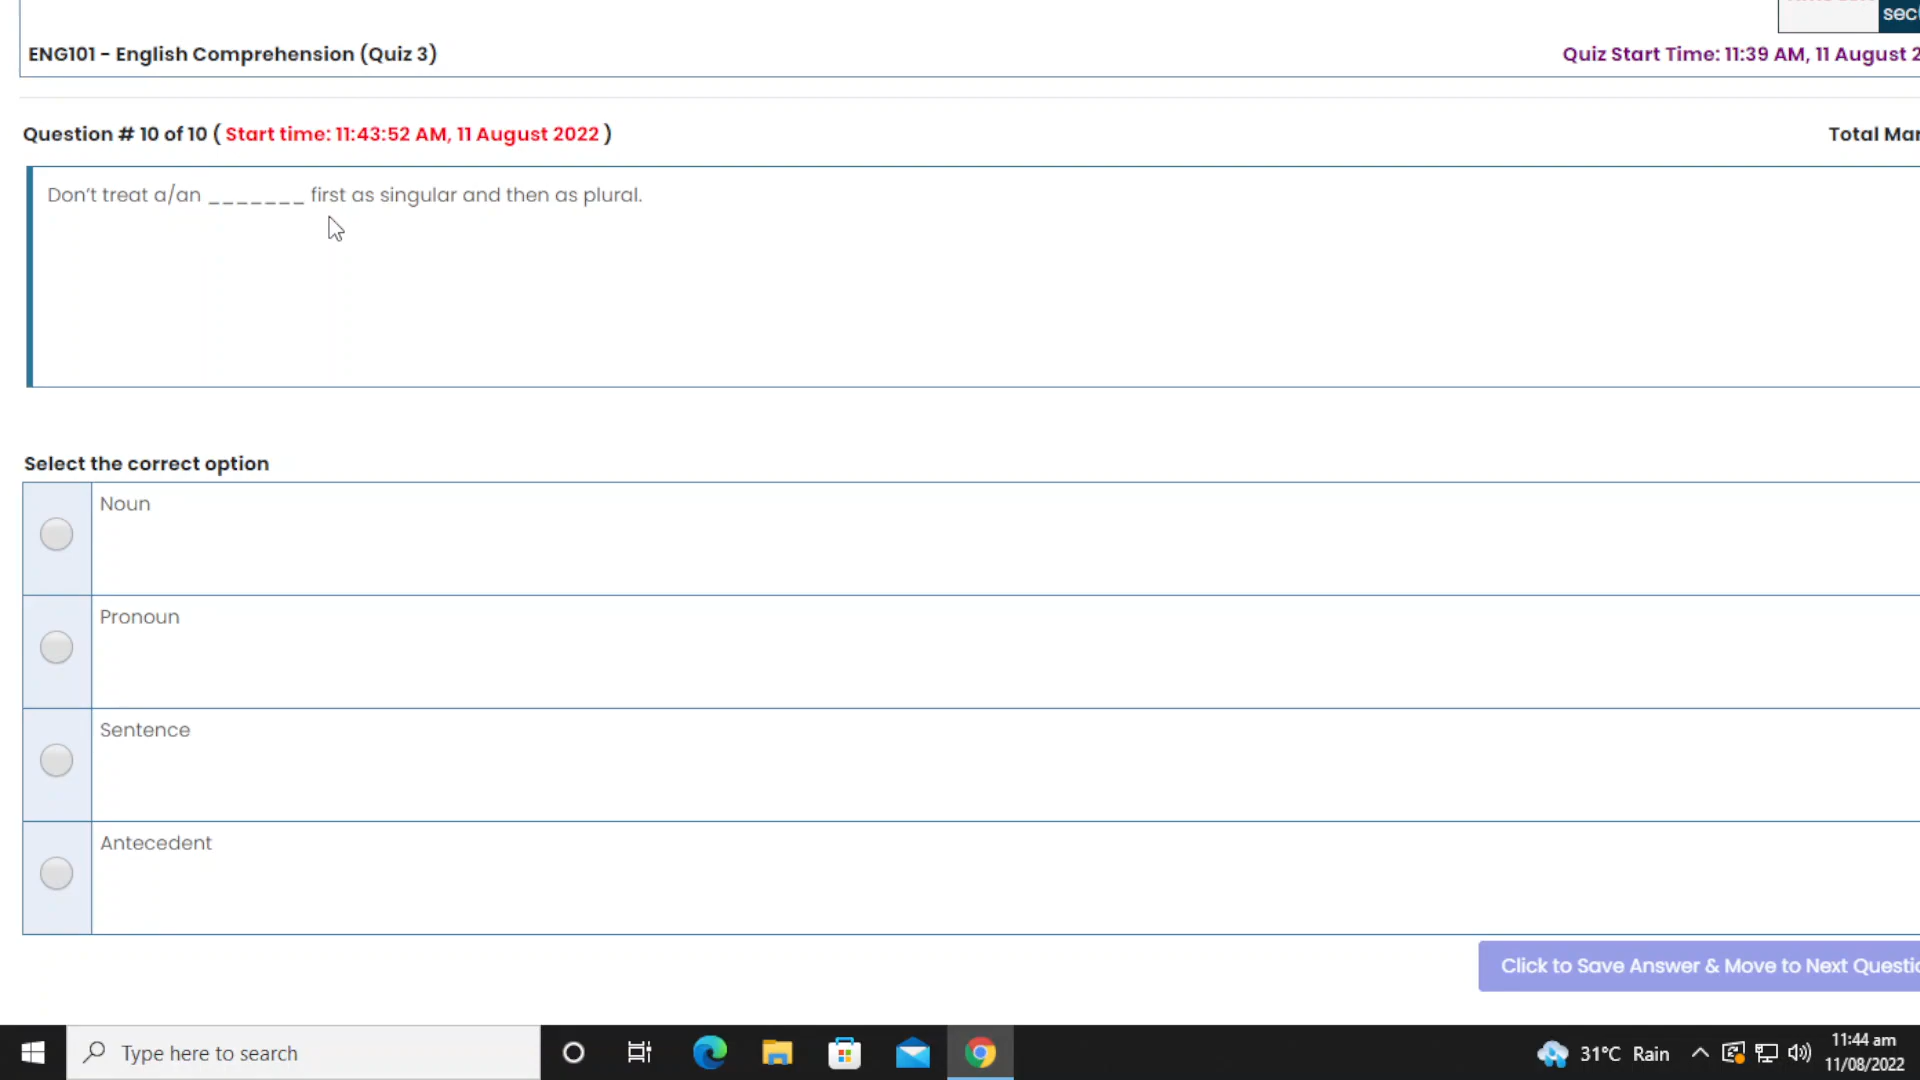 sec
ENG101 - English Comprehension (Quiz 3)
Quiz Start Time: 11:39 AM, 11 August 2
Question # 10 of 10 ( Start time: 11:43:52 AM, 11 August 2022 )
Total Mar
Don't treat a/an _______ first as singular and then as plural.
Select the correct option
Noun
Pronoun
Sentence
Antecedent
Click to Save Answer & Move to Next Questio
Type here to search
31°C Rain
11:44 am
11/08/2022